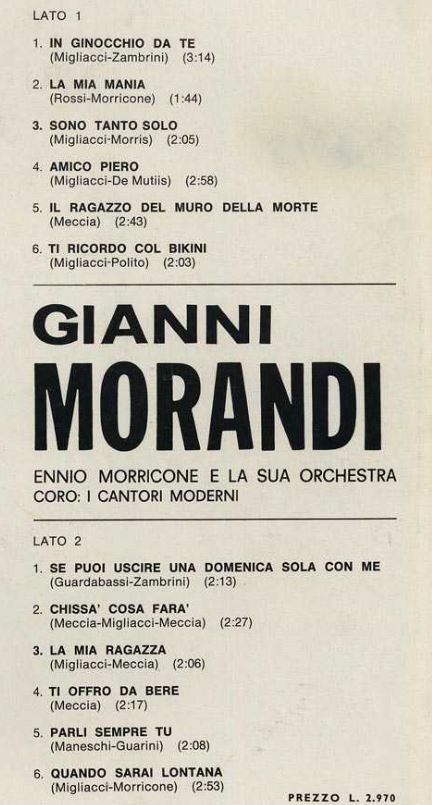 LATO 1
1. IN GINOCCHIO DA TE
(Migliacci-Zambrini) (3:14)
2. LA MIA MANIA
(Rossi-Morricone) (1:44)
3. SONO TANTO SOLO
(Migliacci-Morris) (2:05)
4. AMICO PIERO
(Migliacci-De Mutiis) (2:58)
5. IL RAGAZZO DEL MURO DELLA MORTE
(Meccia) (2:43)
6. TI RICORDO COL BIKINI
(Migliacci-Polito) (2:03)
GIANNI
MORANDI
ENNIO MORRICONE E LA SUA ORCHESTRA
CORO: I CANTORI MODERNI
LATO 2
1. SE PUOI USCIRE UNA DOMENICA SOLA CON ME
(Guardabassi-Zambrini) (2:13)
2. CHISSA' COSA FARA'
(Meccia-Migliacci-Meccia) (2:27)
3. LA MIA RAGAZZA
(Migliacci-Meccia) (2:06)
4. TI OFFRO DA BERE
(Meccia) (2:17)
5. PARLI SEMPRE TU
(Maneschi-Guarini) (2:08)
6. QUANDO SARAI LONTANA
(Migliacci-Morricone) (2:53)
PREZZO L. 2.970